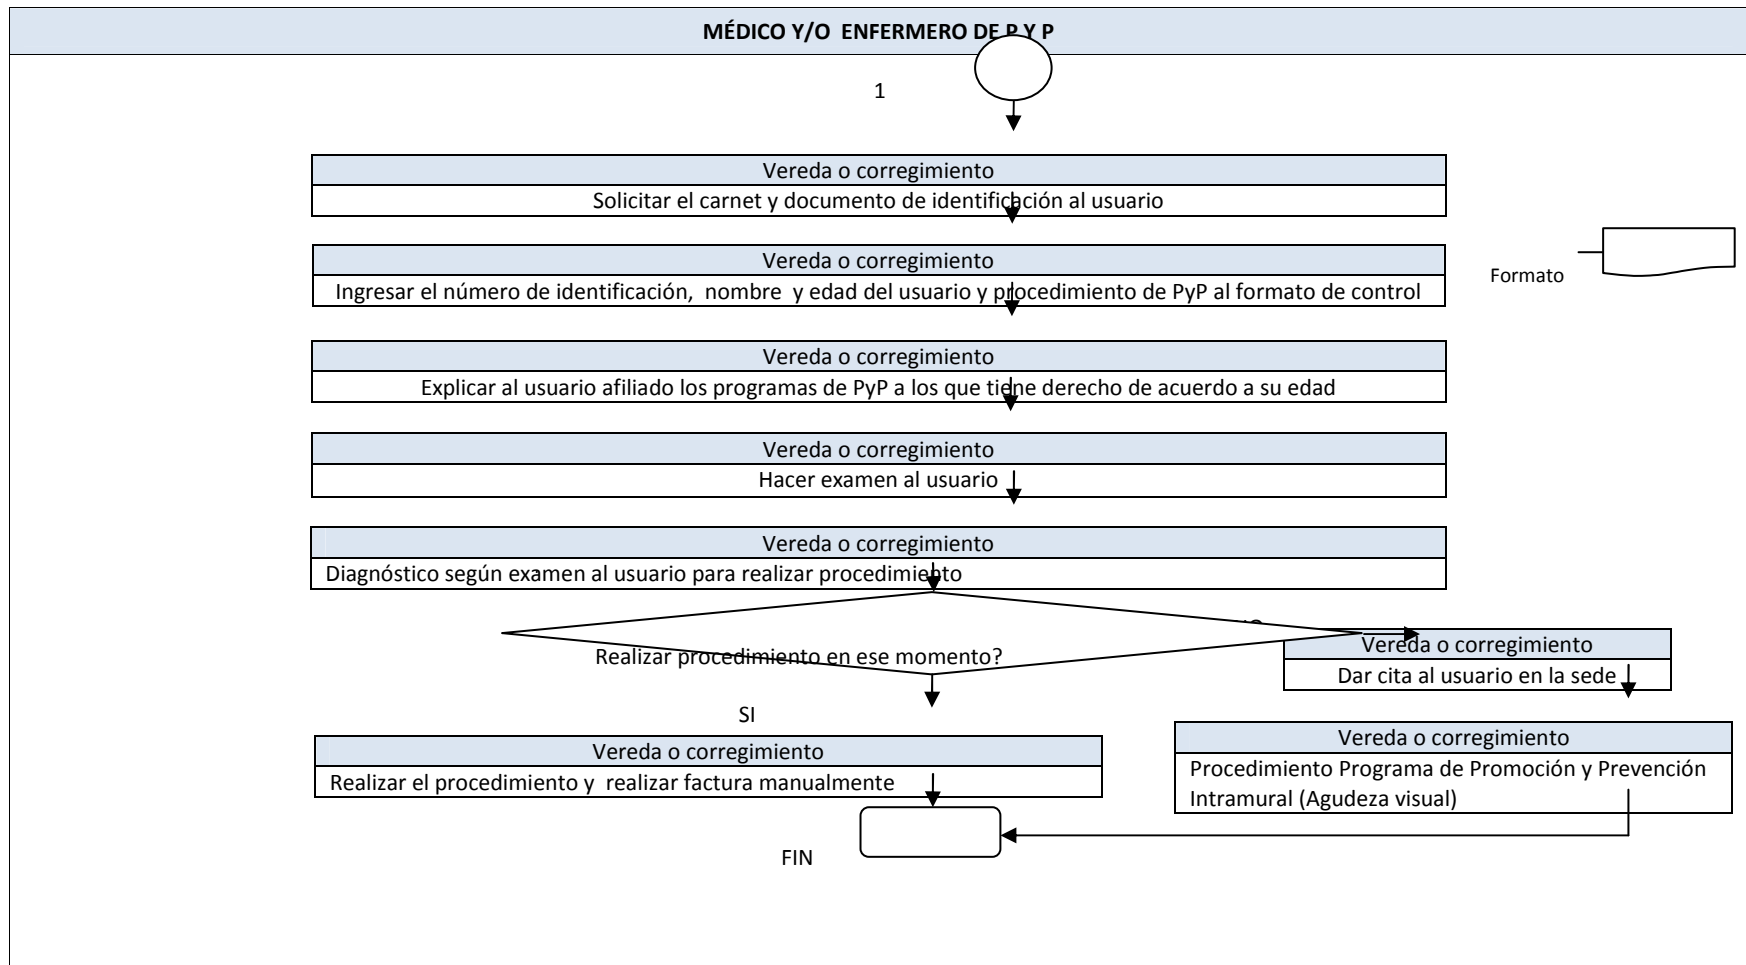 MÉDICO Y/O ENFERMERO DE P Y P
1
Vereda o corregimiento
Solicitar el carnet y documento de identificación al usuario
Vereda o corregimiento
Ingresar el número de identificación, nombre y edad del usuario y procedimiento de PyP al formato de control
Formato
Vereda o corregimiento
Explicar al usuario afiliado los programas de PyP a los que tiene derecho de acuerdo a su edad
Vereda o corregimiento
Hacer examen al usuario
Vereda o corregimiento
Diagnóstico según examen al usuario para realizar procedimiento
Realizar procedimiento en ese momento?
Vereda o corregimiento
Dar cita al usuario en la sede
SI
Vereda o corregimiento
Realizar el procedimiento y realizar factura manualmente
Vereda o corregimiento
Procedimiento Programa de Promoción y Prevención
Intramural (Agudeza visual)
FIN